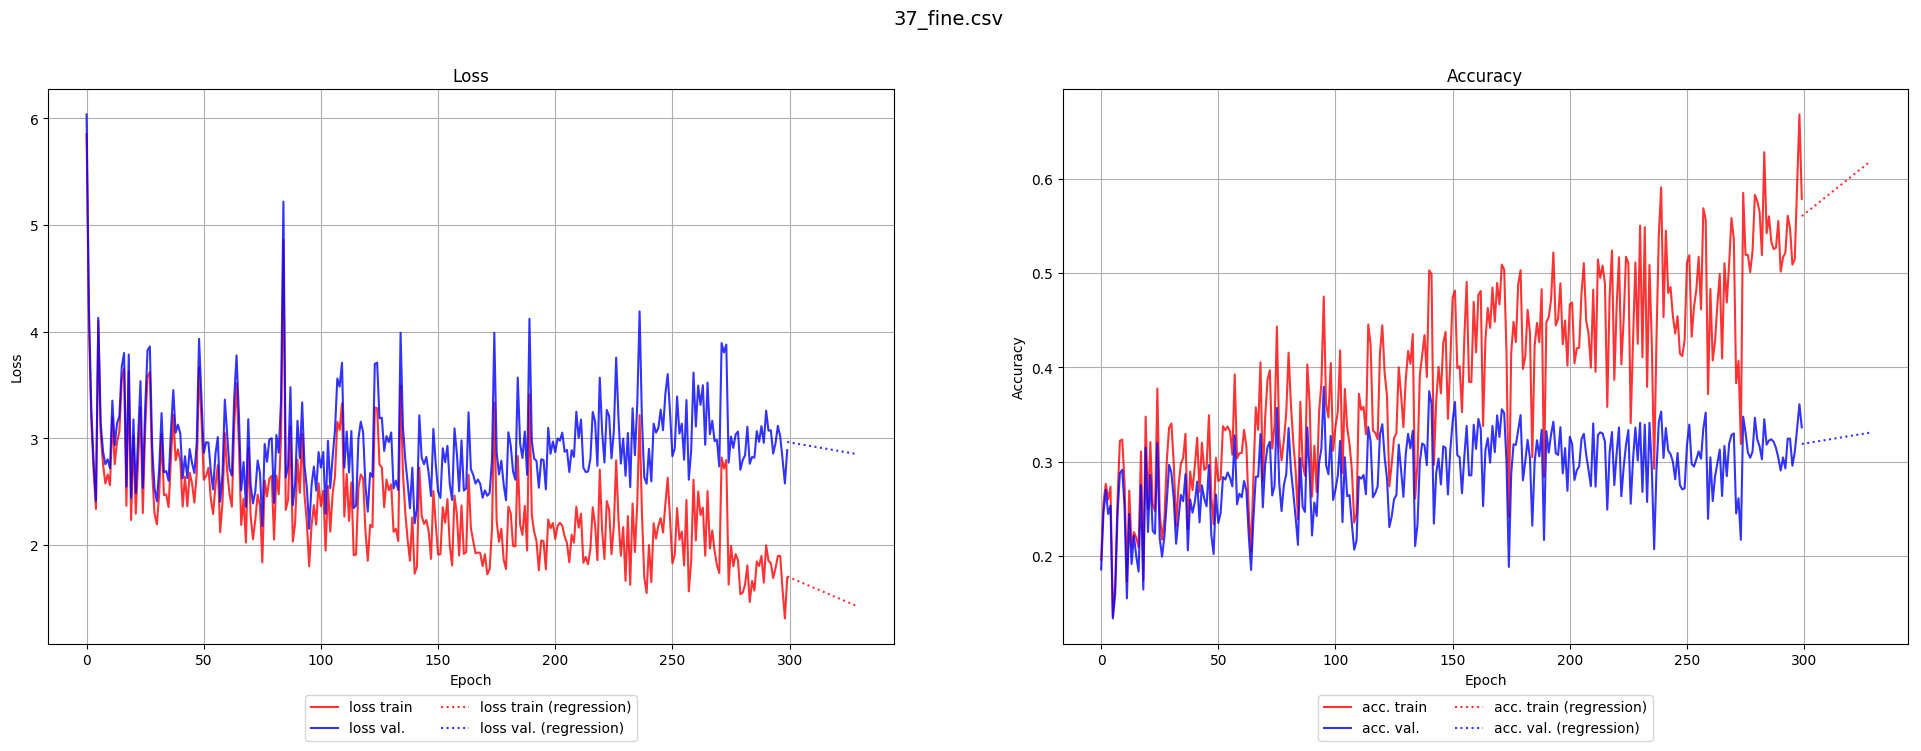 37_fine.csv
Loss
Loss
6
5
4
3
2
0 50 100 150 200 250 300
Epoch
loss train loss train (regression)
loss val. loss val. (regression)
Accuracy
Accuracy
0.6
0.5
0.4
0.3
0.2
0 50 100 150 200 250 300
Epoch
acc. train acc. train (regression)
acc. val. acc. val. (regression)